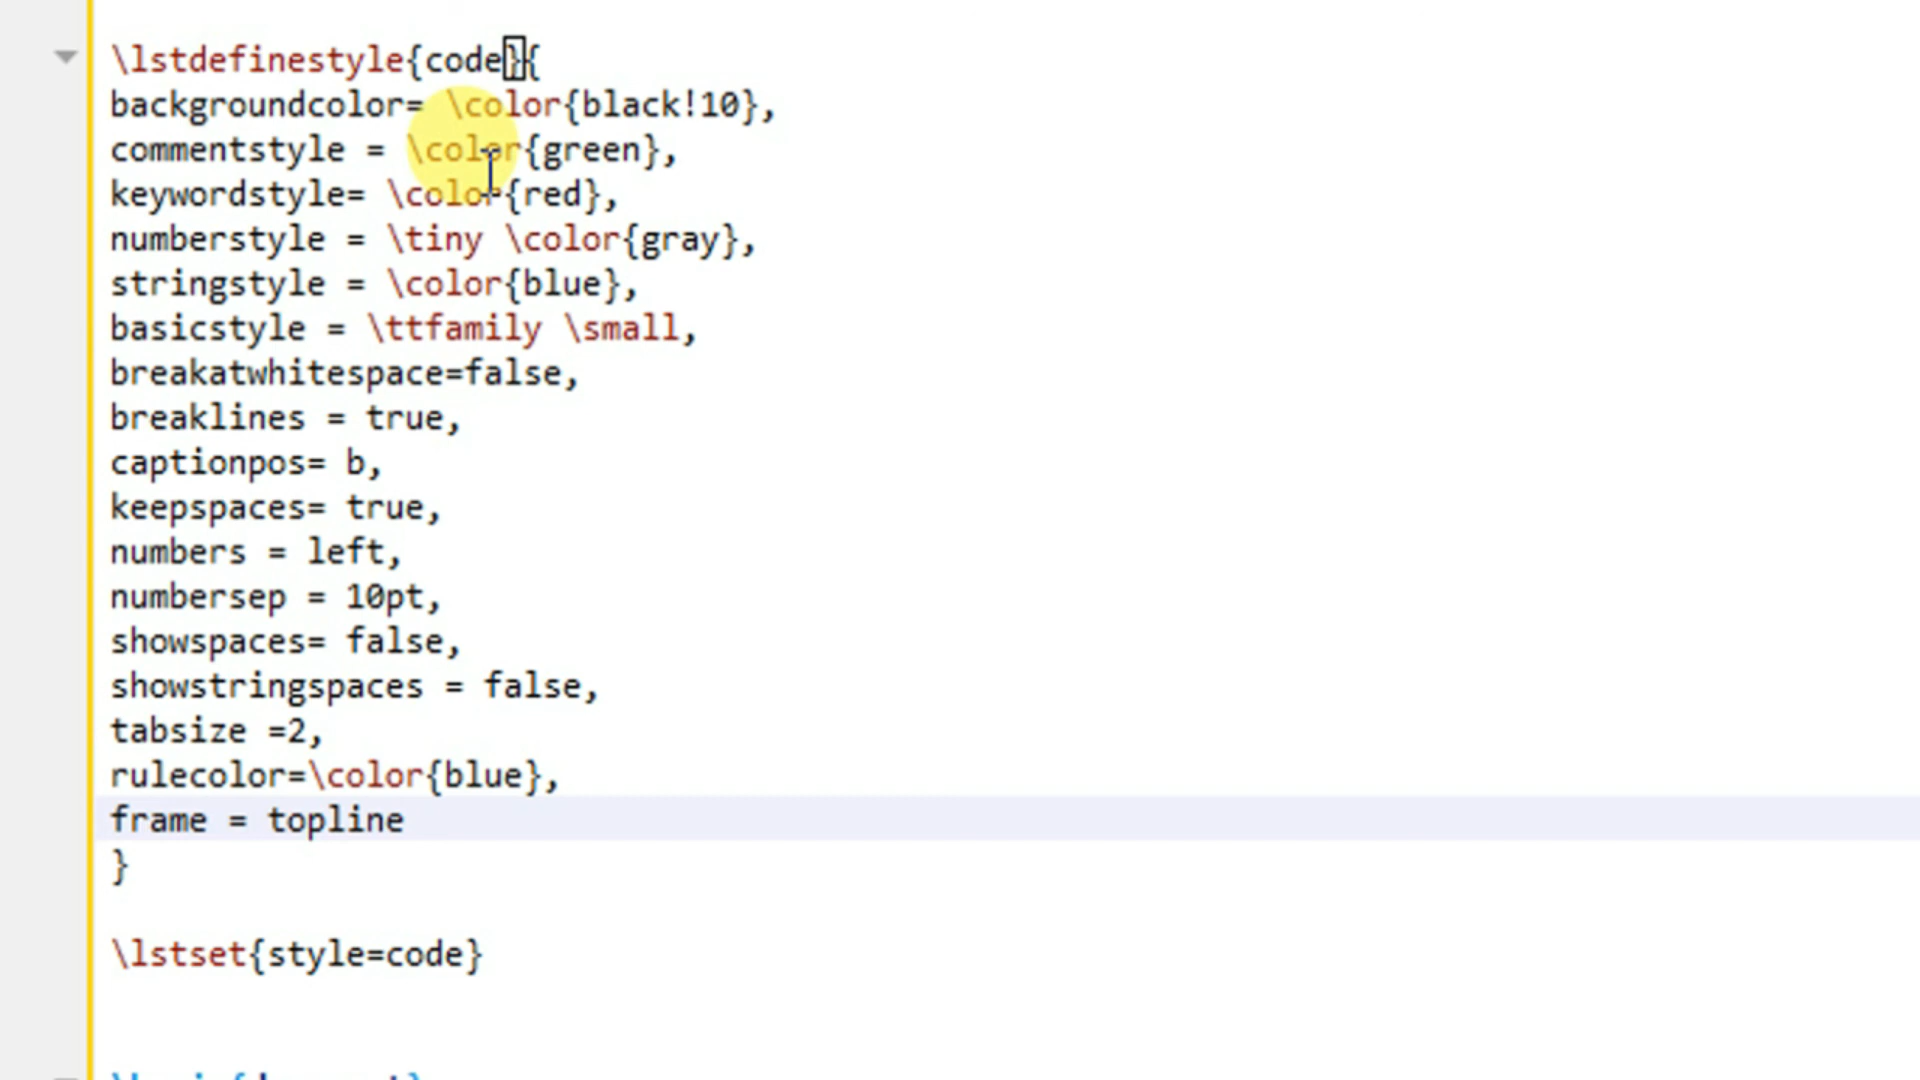 \lstdefinestyle{code}{
backgroundcolor= \color{black!10},
commentstyle = \color{green},
keywordstyle= \color{red},
numberstyle = \tiny \color{gray},
stringstyle = \color{blue},
basicstyle = \ttfamily \small,
breakatwhitespace=false,
breaklines = true,
captionpos= b,
keepspaces= true,
numbers = left,
numbersep = 10pt,
showspaces= false,
showstringspaces = false,
tabsize =2,
rulecolor=\color{blue},
frame = topline
}
\lstset{style=code}